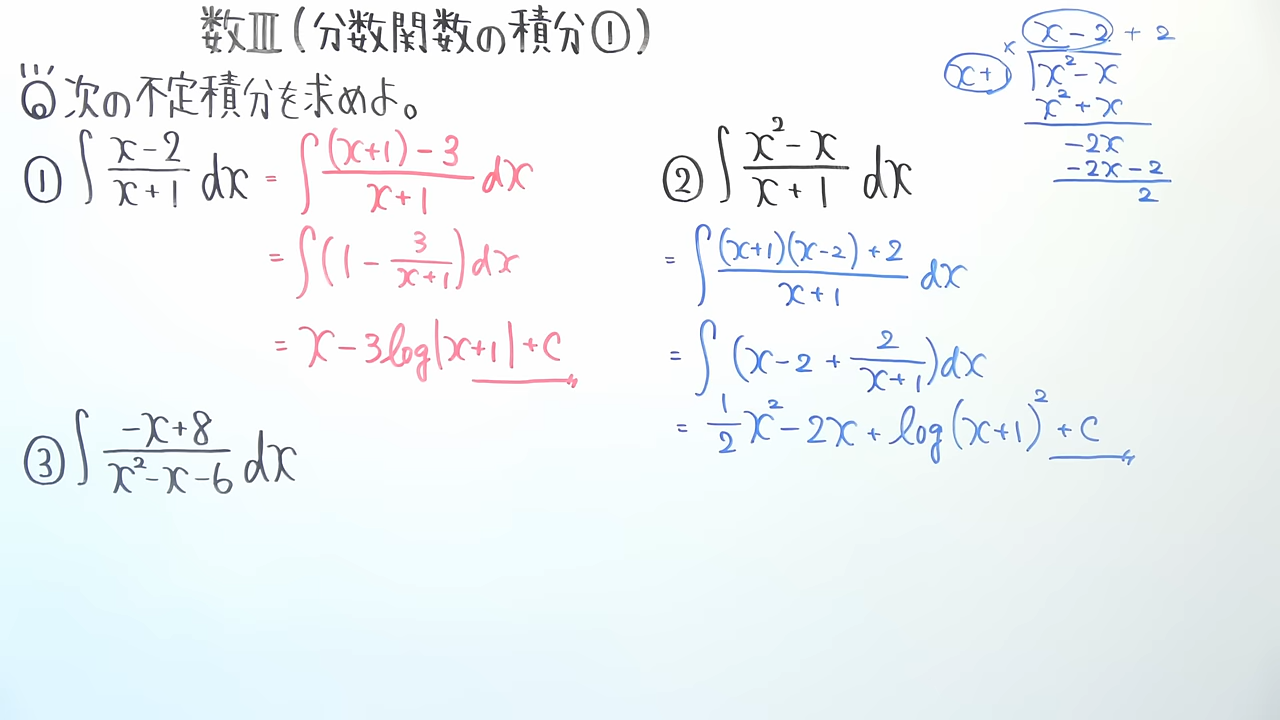 数Ⅲ(分数関数の積分①)
◎次の不定積分を求めよ。
① ∫ (x-2)/(x+1) dx = ∫ ((x+1)-3)/(x+1) dx
= ∫(1 - 3/(x+1))dx
= x-3log|x+1|+C
② ∫ (x²-x)/(x+1) dx
= ∫ ((x+1)(x-2)+2)/(x+1) dx
= ∫ (x-2+2/(x+1))dx
= 1/2 x²-2x+log(x+1)²+C
x-2+2
x+1 x²-x
x²+x
-2x
-2x-2
2
③ ∫ (-x+8)/(x²-x-6) dx